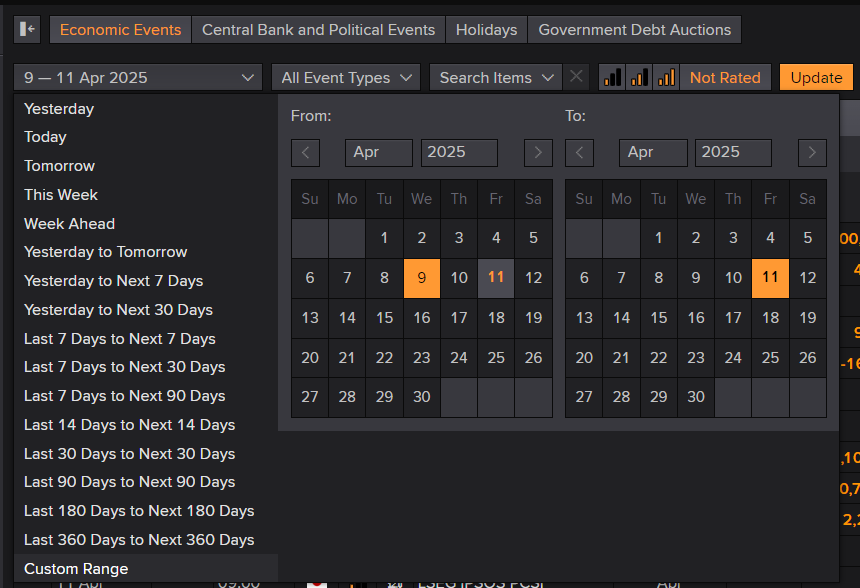 Economic Events Central Bank and Political Events Holidays Government Debt Auctions
9 — 11 Apr 2025 All Event Types Search Items Not Rated Update
Yesterday
Today
Tomorrow
This Week
Week Ahead
Yesterday to Tomorrow
Yesterday to Next 7 Days
Yesterday to Next 30 Days
Last 7 Days to Next 7 Days
Last 7 Days to Next 30 Days
Last 7 Days to Next 90 Days
Last 14 Days to Next 14 Days
Last 30 Days to Next 30 Days
Last 90 Days to Next 90 Days
Last 180 Days to Next 180 Days
Last 360 Days to Next 360 Days
Custom Range
From:
Apr 2025
Su Mo Tu We Th Fr Sa
1 2 3 4 5
6 7 8 9 10 11 12
13 14 15 16 17 18 19
20 21 22 23 24 25 26
27 28 29 30
To:
Apr 2025
Su Mo Tu We Th Fr Sa
1 2 3 4 5
6 7 8 9 10 11 12
13 14 15 16 17 18 19
20 21 22 23 24 25 26
27 28 29 30
00,
4
9
-16
,10
0,7
2,2
11 Apr 09:00 LSEG IPSOS PCSI Apr